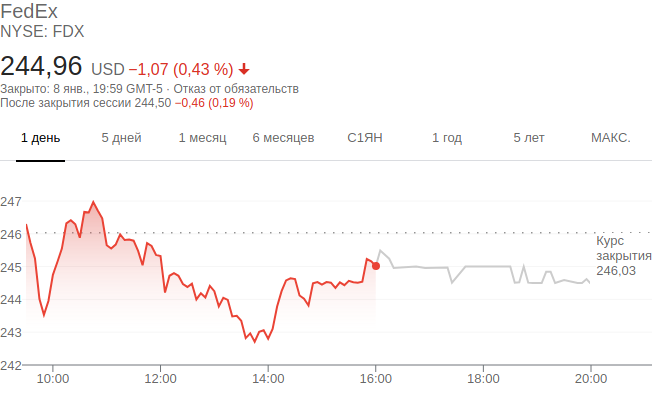 FedEx
NYSE: FDX
244,96 USD −1,07 (0,43 %)
Закрыто: 8 янв., 19:59 GMT-5 · Отказ от обязательств
После закрытия сессии 244,50 −0,46 (0,19 %)
1 день 5 дней 1 месяц 6 месяцев С1ЯН 1 год 5 лет МАКС.
247
246
Курс
закрытия
246,03
245
244
243
242
10:00 12:00 14:00 16:00 18:00 20:00